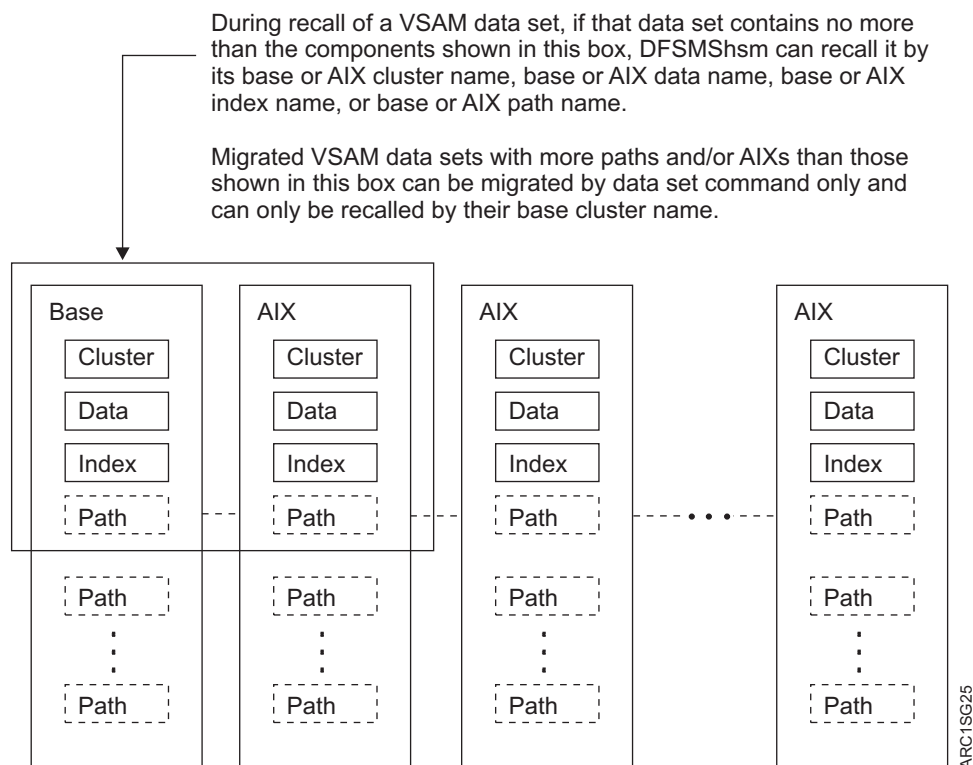 During recall of a VSAM data set, if that data set contains no more
than the components shown in this box, DFSMShsm can recall it by
its base or AIX cluster name, base or AIX data name, base or AIX
index name, or base or AIX path name.
Migrated VSAM data sets with more paths and/or AIXs than those
shown in this box can be migrated by data set command only and
can only be recalled by their base cluster name.
Base
Cluster
Data
Index
Path
Path
Path
AIX
Cluster
Data
Index
Path
Path
Path
AIX
Cluster
Data
Index
Path
Path
Path
AIX
Cluster
Data
Index
Path
Path
Path
ARC1SG25